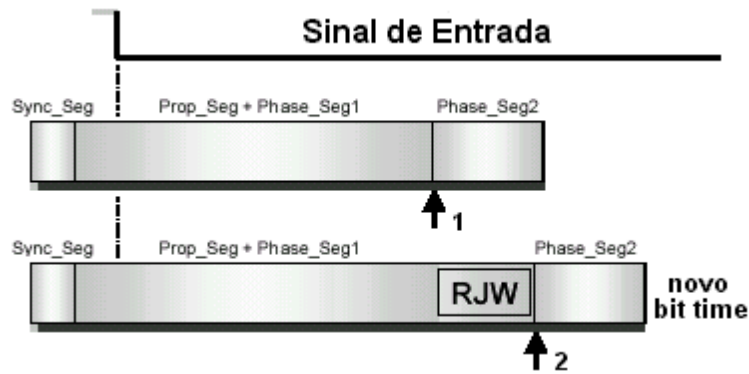 Sinal de Entrada
Sync_Seg Prop_Seg + Phase_Seg1 Phase_Seg2
1
Sync_Seg Prop_Seg + Phase_Seg1 Phase_Seg2
RJW
novo
bit time
2